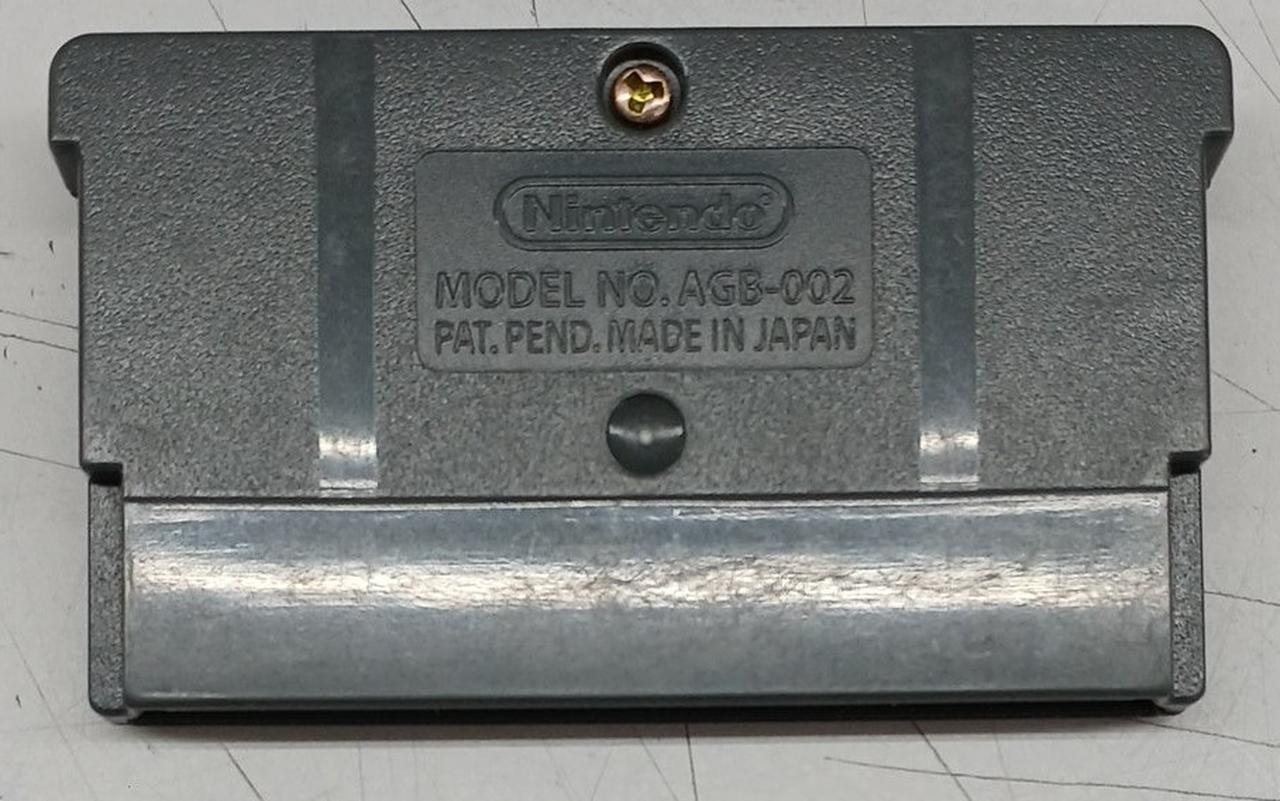 Nintendo®
MODEL NO. AGB-002
PAT. PEND. MADE IN JAPAN